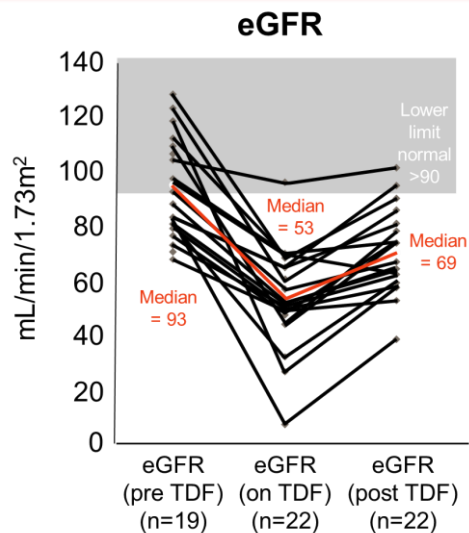 eGFR
140
120
100
80
60
40
20
0
mL/min/1.73m²
Lower
limit
normal
>90
Median
= 53
Median
= 69
Median
= 93
eGFR
(pre TDF)
(n=19)
eGFR
(on TDF)
(n=22)
eGFR
(post TDF)
(n=22)